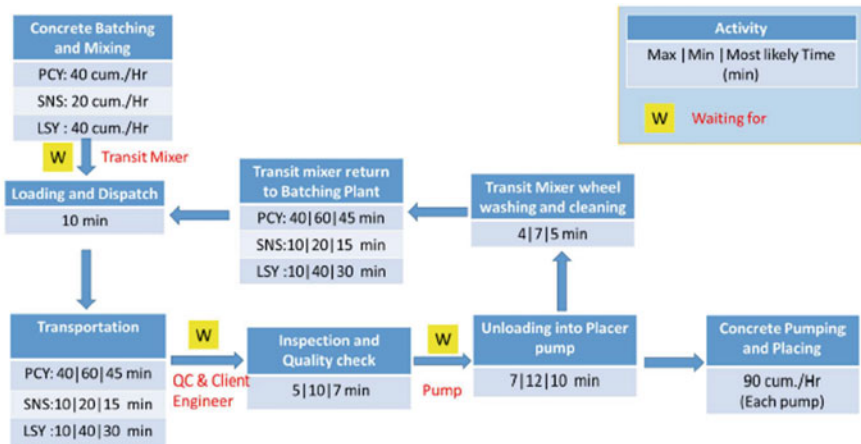 Concrete Batching
and Mixing
PCY: 40 cum./Hr
SNS: 20 cum./Hr
LSY : 40 cum./Hr
W
Transit Mixer
Loading and Dispatch
10 min
Transit mixer return
to Batching Plant
PCY: 40|60|45 min
SNS:10|20|15 min
LSY :10|40|30 min
Transit Mixer wheel
washing and cleaning
4|7|5 min
Activity
Max |Min |Most likely Time
(min)
W
Waiting for
Transportation
PCY: 40|60|45 min
SNS:10|20|15 min
LSY :10|40|30 min
W
QC & Client
Engineer
Inspection and
Quality check
5|10|7 min
W
Pump
Unloading into Placer
pump
7|12|10 min
Concrete Pumping
and Placing
90 cum./Hr
(Each pump)